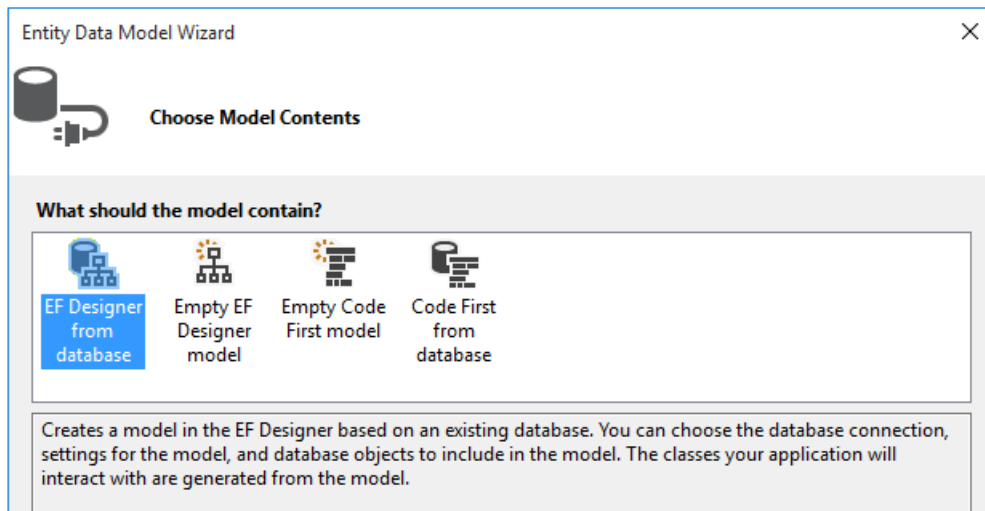 Entity Data Model Wizard
Choose Model Contents
What should the model contain?
EF Designer
from
database
Empty EF
Designer
model
Empty Code
First model
Code First
from
database
Creates a model in the EF Designer based on an existing database. You can choose the database connection,
settings for the model, and database objects to include in the model. The classes your application will
interact with are generated from the model.